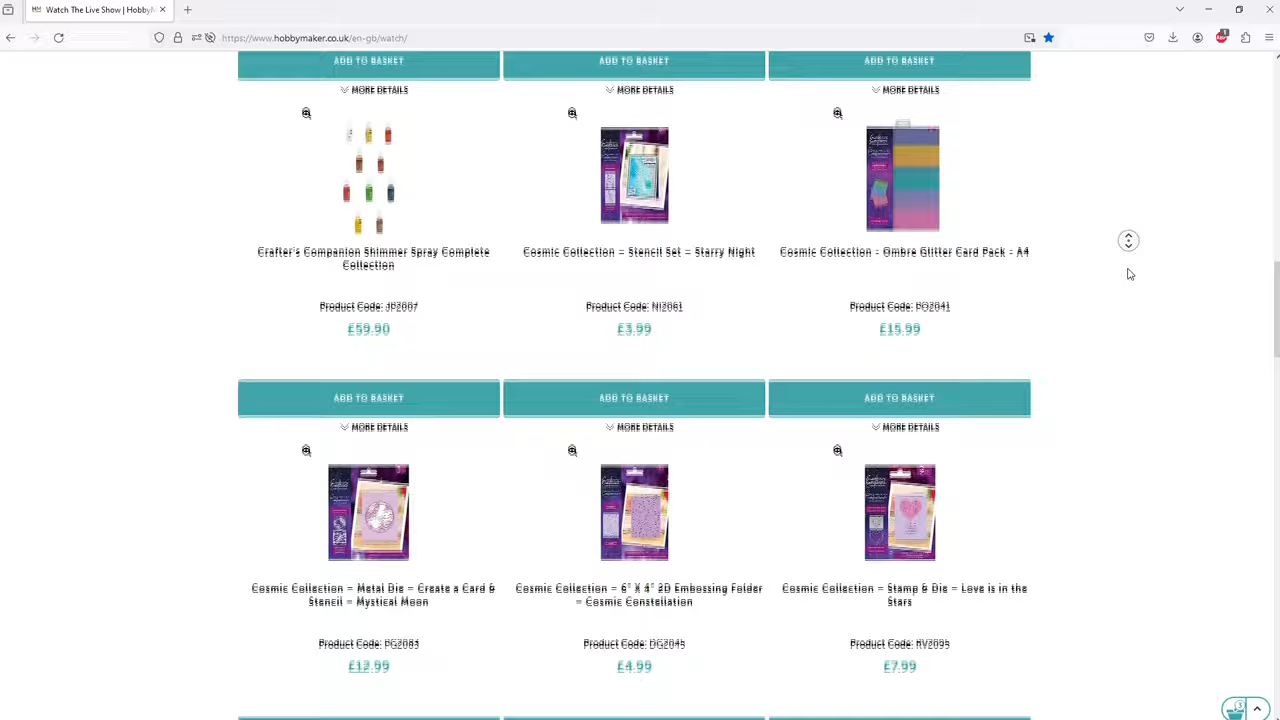 Watch The Live Show | HobbyM
https://www.hobbymaker.co.uk/en-gb/watch/
ADD TO BASKET ADD TO BASKET ADD TO BASKET
MORE DETAILS MORE DETAILS MORE DETAILS
Crafter's Companion Shimmer Spray Complete Collection
Cosmic Collection - Stencil Set - Starry Night
Cosmic Collection - Ombre Glitter Card Pack - A4
Product Code: JP2007 Product Code: NI2061 Product Code: PO2041
£59.90 £3.99 £15.99
ADD TO BASKET ADD TO BASKET ADD TO BASKET
MORE DETAILS MORE DETAILS MORE DETAILS
Cosmic Collection - Metal Die - Create a Card &
Stencil - Mystical Moon
Cosmic Collection - 6" X 4" 2D Embossing Folder
- Cosmic Constellation
Cosmic Collection - Stamp & Die - Love is in the
Stars
Product Code: PG2083 Product Code: DG2045 Product Code: RV2095
£12.99 £4.99 £7.99